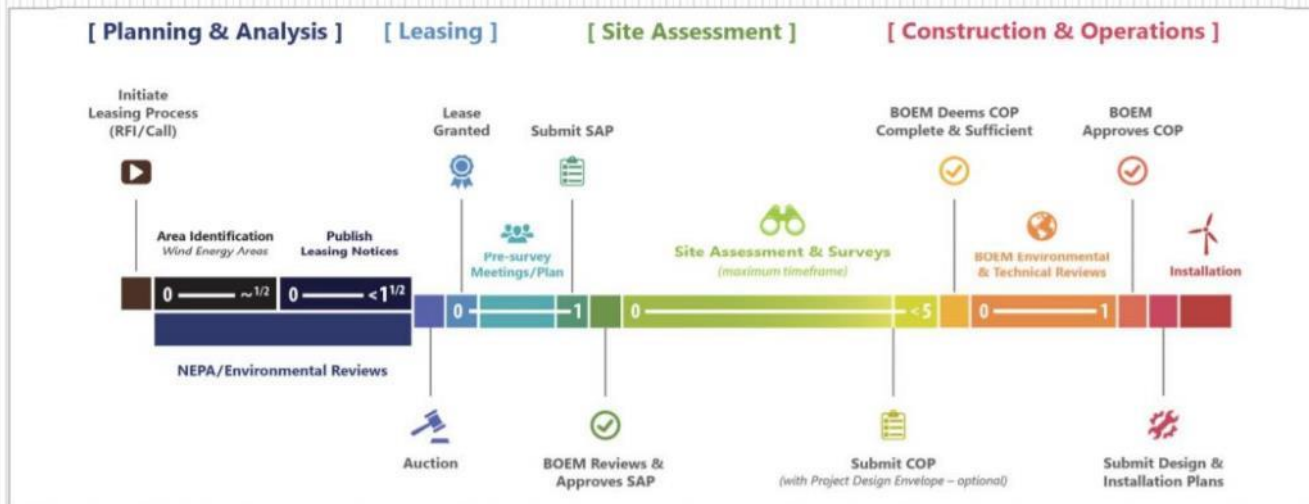 [ Planning & Analysis ]
[ Leasing ]
[ Site Assessment ]
[ Construction & Operations ]
Initiate
Leasing Process
(RFI/Call)
Lease
Granted
Submit SAP
BOEM Deems COP
Complete & Sufficient
BOEM
Approves COP
Area Identification
Wind Energy Areas
Publish
Leasing Notices
Pre-survey
Meetings/Plan
Site Assessment & Surveys
(maximum timeframe)
BOEM Environmental
& Technical Reviews
Installation
0 ~1/2
0 <1 1/2
0 1
0 <5
0 1
NEPA/Environmental Reviews
Auction
BOEM Reviews &
Approves SAP
Submit COP
(with Project Design Envelope – optional)
Submit Design &
Installation Plans